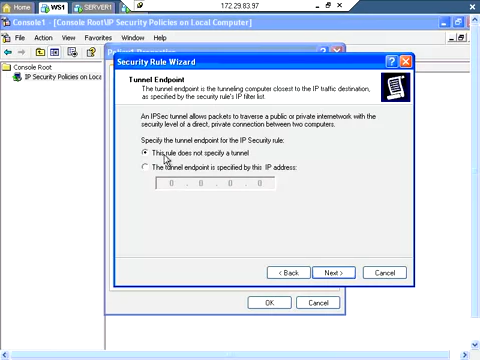 Home
WS1
SERVER1
172.29.83.97
Console1 - [Console Root\IP Security Policies on Local Computer]
File Action View Favorites Window Help
Console Root
IP Security Policies on Loca
Security Rule Wizard
Tunnel Endpoint
The tunnel endpoint is the tunneling computer closest to the IP traffic destination,
as specified by the security rule's IP filter list.
An IPSec tunnel allows packets to traverse a public or private internetwork with the
security level of a direct, private connection between two computers.
Specify the tunnel endpoint for the IP Security rule:
This rule does not specify a tunnel
The tunnel endpoint is specified by this IP address:
0 . 0 . 0 . 0
< Back
Next >
Cancel
OK
Cancel